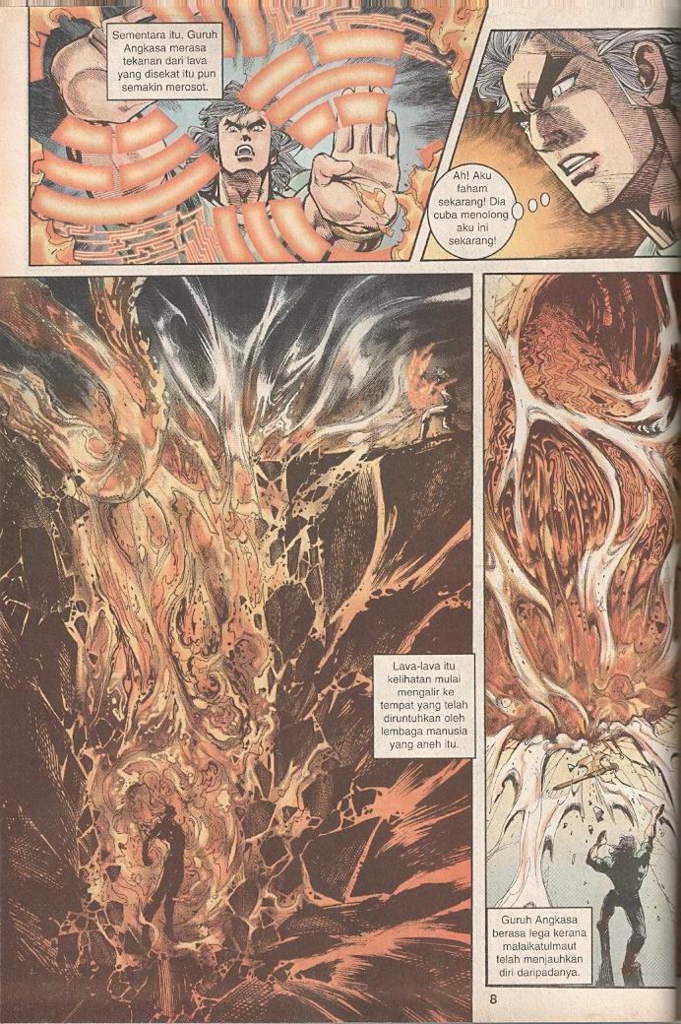 Sementara itu, Guruh
Angkasa merasa
tekanan dari lava
yang disekat itu pun
semakin merosot.
Ah! Aku
faham
sekarang! Dia
cuba menolong
aku ini
sekarang!
Lava-lava itu
kelihatan mulai
mengalir ke
tempat yang telah
diruntuhkan oleh
lembaga manusia
yang aneh itu.
Guruh Angkasa
berasa lega kerana
malaikatulmaut
telah menjauhkan
diri daripadanya.
8